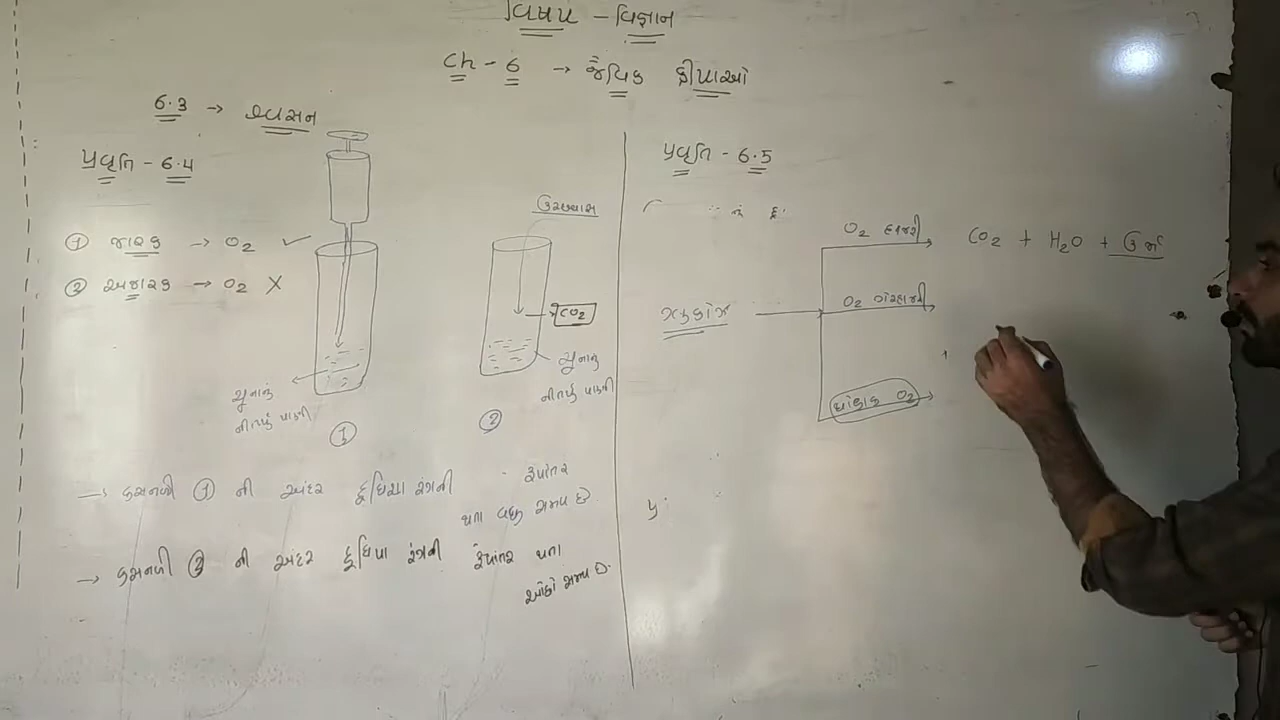 વિષય - વિજ્ઞાન
Ch - 6 → જૈવિક ક્રીયાઓ
6.3 → શ્વસન
પ્રવૃતિ - 6.4
① જારક → O₂ ✓
② અજારક → O₂ X
ચુનાનું
નીતર્યું પાણી
①
ઉચ્છવાસ
CO₂
ચુનાનું
નીતર્યું પાણી
②
→ કસનળી ① ની અંદર દૂધિયા રંગની રૂપાંતર
થતા વધુ સમય છે
→ કસનળી ② ની અંદર દૂધિયા રંગની રૂપાંતર થતા
ઓછો સમય છે.
પ્રવૃતિ - 6.5
ગ્લુકોઝ
O₂ હાજરી
CO₂ + H₂O + ઉર્જા
O₂ ગેરહાજરી
O₂